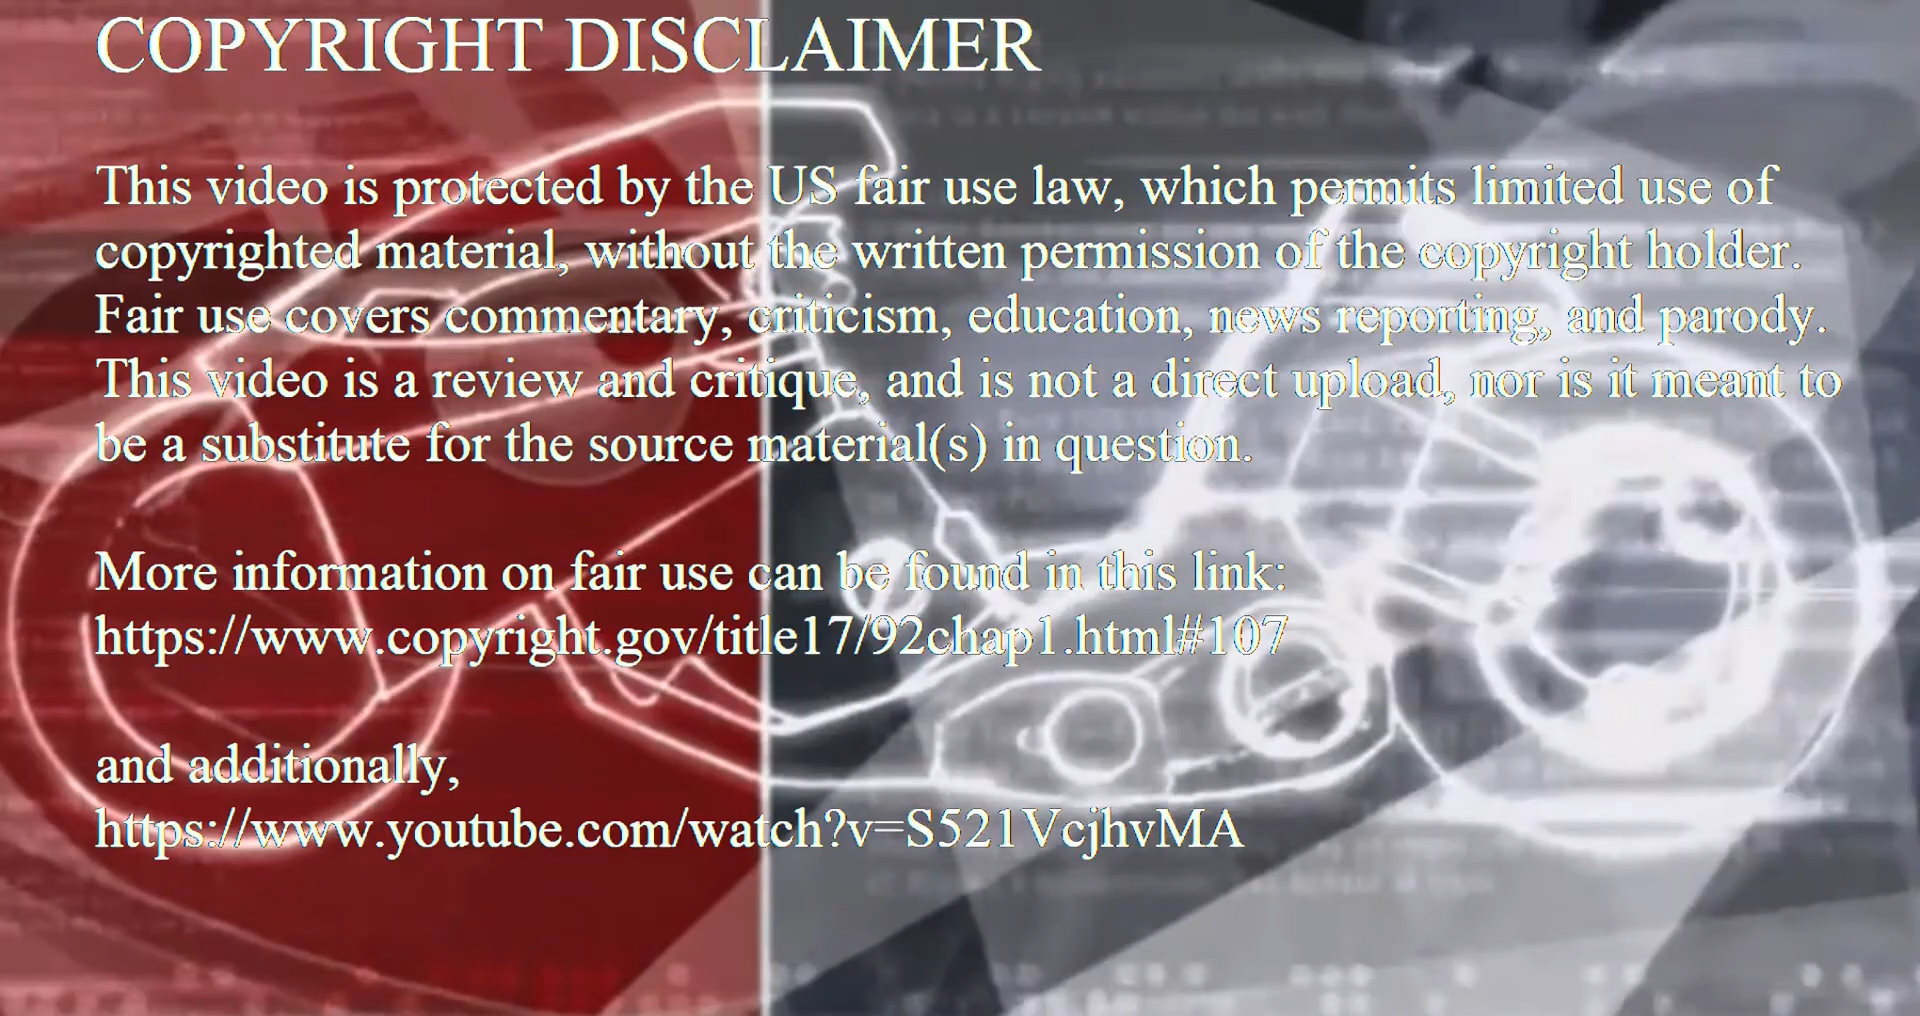 COPYRIGHT DISCLAIMER
This video is protected by the US fair use law, which permits limited use of
copyrighted material, without the written permission of the copyright holder.
Fair use covers commentary, criticism, education, news reporting, and parody.
This video is a review and critique, and is not a direct upload, nor is it meant to
be a substitute for the source material(s) in question.
More information on fair use can be found in this link:
https://www.copyright.gov/title17/92chap1.html#107
and additionally,
https://www.youtube.com/watch?v=S521VcjhvMA